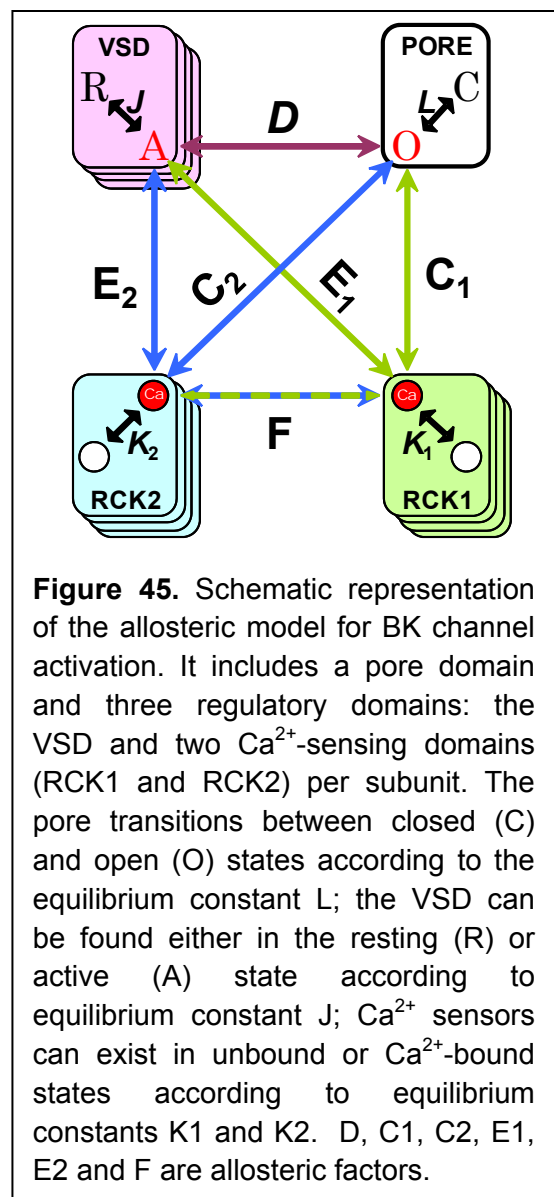 VSD PORE
R J A
D
L C O
E₂ C₂ E₁ C₁
Ca F Ca
K₂ K₁
RCK2 RCK1
Figure 45. Schematic representation
of the allosteric model for BK channel
activation. It includes a pore domain
and three regulatory domains: the
VSD and two Ca²⁺-sensing domains
(RCK1 and RCK2) per subunit. The
pore transitions between closed (C)
and open (O) states according to the
equilibrium constant L; the VSD can
be found either in the resting (R) or
active (A) state according to
equilibrium constant J; Ca²⁺ sensors
can exist in unbound or Ca²⁺-bound
states according to equilibrium
constants K1 and K2. D, C1, C2, E1,
E2 and F are allosteric factors.